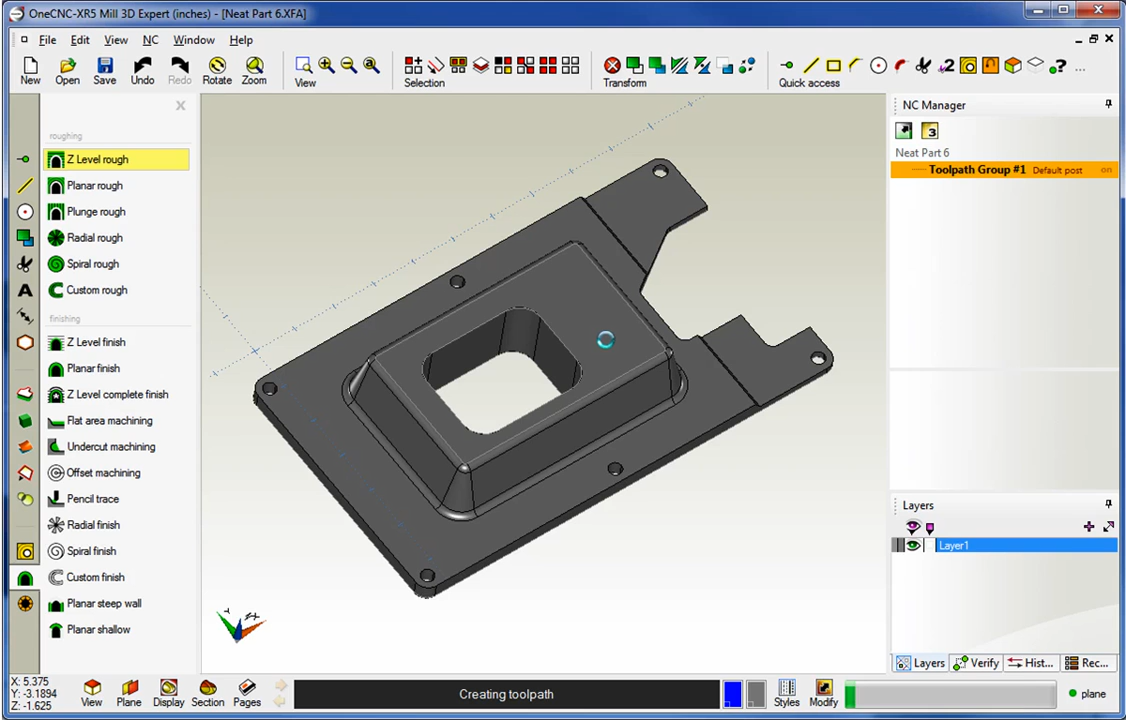 OneCNC-XR5 Mill 3D Expert (inches) - [Neat Part 6.XFA]
File Edit View NC Window Help
New Open Save Undo Redo Rotate Zoom View Selection Transform Quick access
roughing
Z Level rough
Planar rough
Plunge rough
Radial rough
Spiral rough
Custom rough
finishing
Z Level finish
Planar finish
Z Level complete finish
Flat area machining
Undercut machining
Offset machining
Pencil trace
Radial finish
Spiral finish
Custom finish
Planar steep wall
Planar shallow
NC Manager
3
Neat Part 6
Toolpath Group #1 Default post on
Layers
Layer1
Layers Verify Hist... Rec...
X: 5.375
Y: -3.1894
Z: -1.625
View Plane Display Section Pages
Creating toolpath
Styles Modify
plane